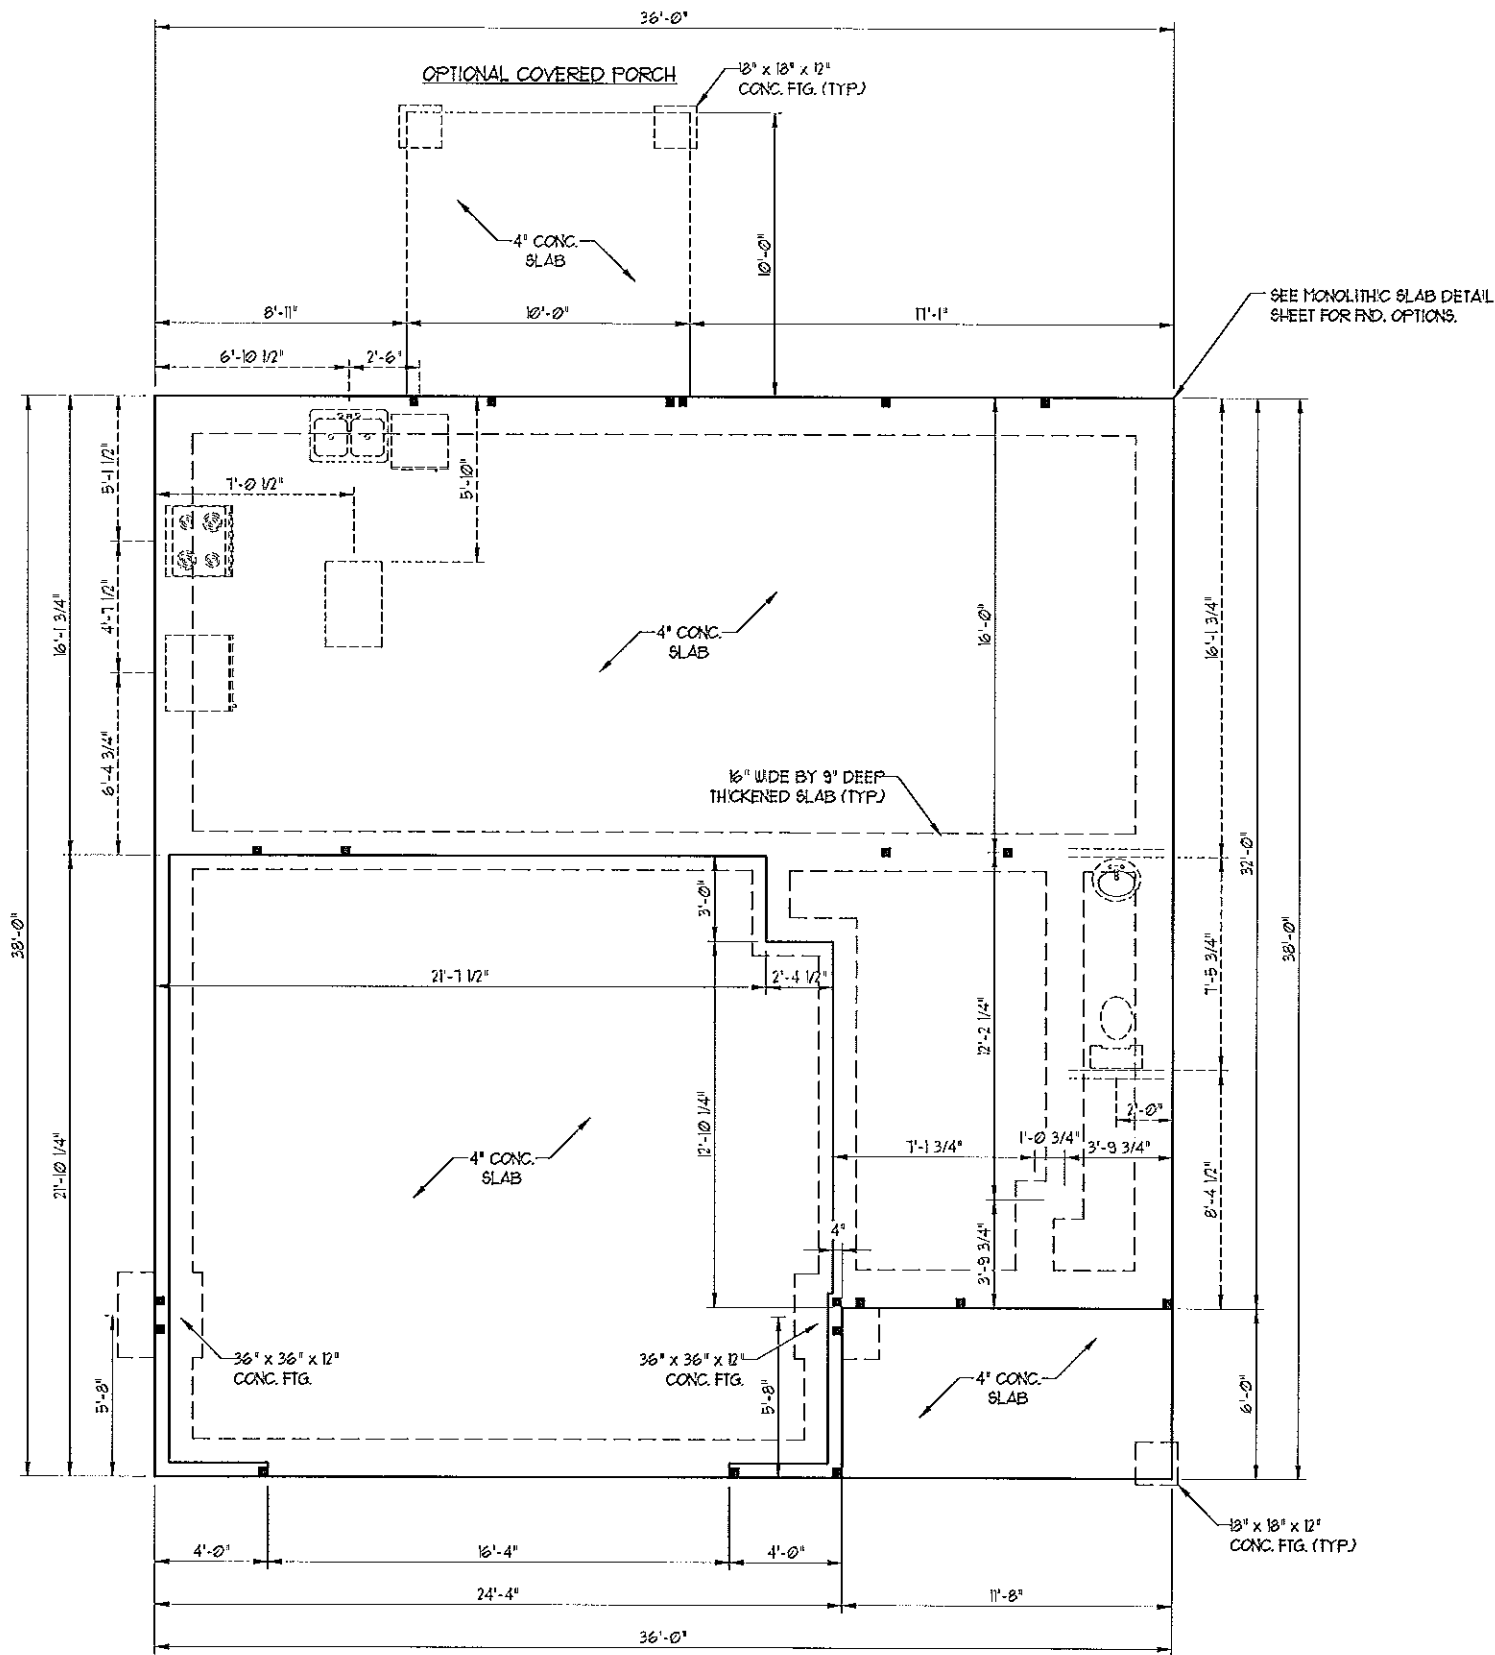 36'-0"
OPTIONAL COVERED PORCH
18" x 18" x 12"
CONC. FTG. (TYP.)
4" CONC.
SLAB
10'-0"
SEE MONOLITHIC SLAB DETAIL
SHEET FOR FND. OPTIONS.
8'-11"
10'-0"
17'-1"
6'-10 1/2"
2'-6"
5'-1 1/2"
7'-0 1/2"
5'-10"
4'-7 1/2"
16'-1 3/4"
16'-0"
16'-1 3/4"
4" CONC.
SLAB
6'-4 3/4"
16" WIDE BY 9" DEEP
THICKENED SLAB (TYP.)
32'-0"
3'-0"
38'-0"
38'-0"
21'-7 1/2"
2'-4 1/2"
7'-5 3/4"
12'-2 1/4"
2'-0"
12'-10 1/4"
7'-1 3/4"
1'-0 3/4"
3'-9 3/4"
4" CONC.
SLAB
21'-10 1/4"
8'-4 1/2"
4"
3'-9 3/4"
36" x 36" x 12"
CONC. FTG.
36" x 36" x 12"
CONC. FTG.
5'-8"
5'-8"
4" CONC.
SLAB
6'-0"
18" x 18" x 12"
CONC. FTG. (TYP.)
4'-0"
16'-4"
4'-0"
24'-4"
11'-8"
36'-0"